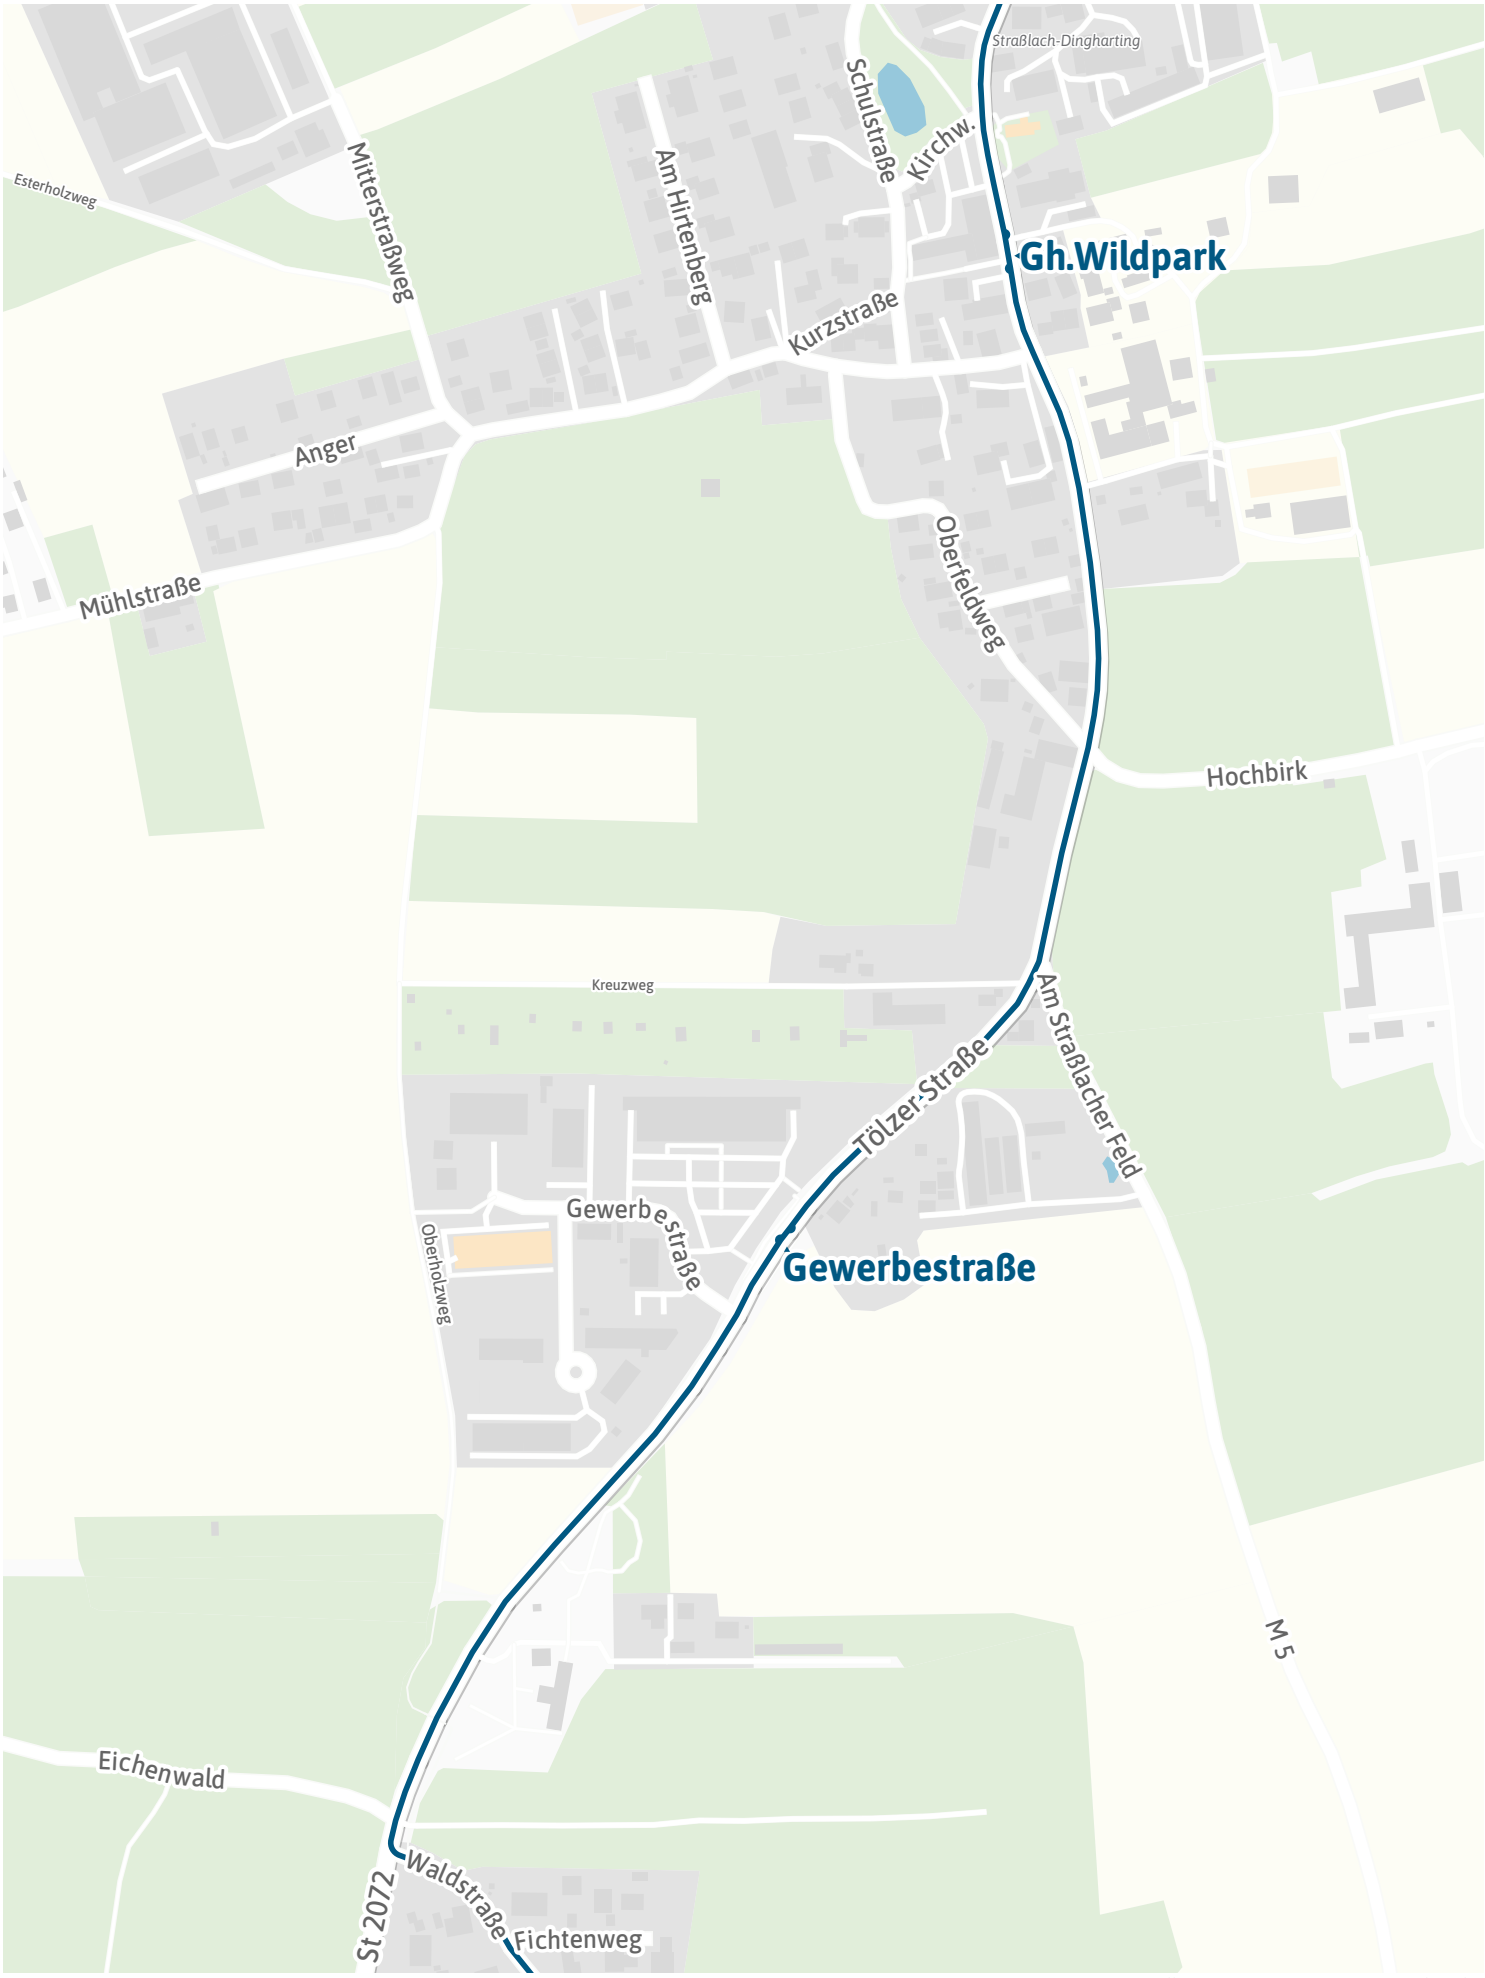 Straßlach-Dingharting
Schulstraße
Kirchw.
Mitterstraßweg
Am Hirtenberg
Esterholzweg
Gh.Wildpark
Kurzstraße
Anger
Oberfeldweg
Mühlstraße
Hochbirk
Kreuzweg
Am Straßlacher Feld
Tölzer Straße
Gewerbestraße
Oberholzweg
Gewerbestraße
M 5
Eichenwald
Waldstraße
St 2072
Fichtenweg